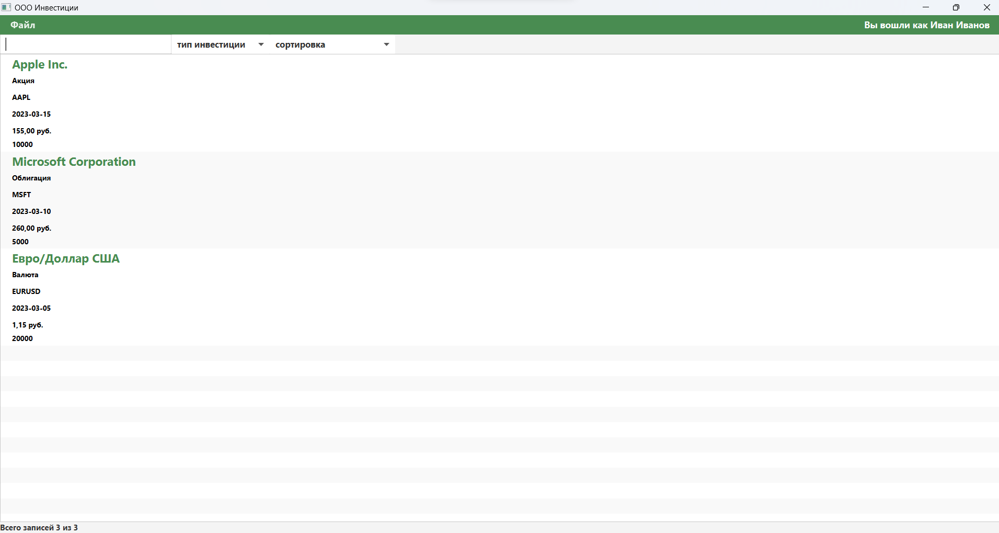 ООО Инвестиции
Файл Вы вошли как Иван Иванов
тип инвестиции сортировка
Apple Inc.
Акция
AAPL
2023-03-15
155,00 руб.
10000
Microsoft Corporation
Облигация
MSFT
2023-03-10
260,00 руб.
5000
Евро/Доллар США
Валюта
EURUSD
2023-03-05
1,15 руб.
20000
Всего записей 3 из 3